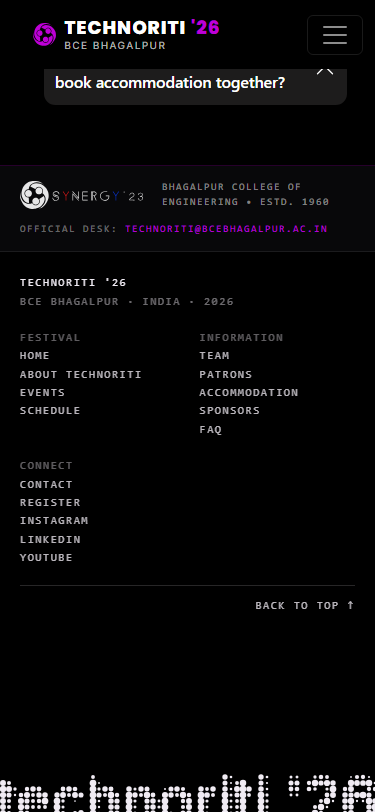 TECHNORITI '26
BCE BHAGALPUR
book accommodation together?
SYNERGY'23
BHAGALPUR COLLEGE OF
ENGINEERING • ESTD. 1960
OFFICIAL DESK: TECHNORITI@BCEBHAGALPUR.AC.IN
TECHNORITI '26
BCE BHAGALPUR · INDIA · 2026
FESTIVAL
HOME
ABOUT TECHNORITI
EVENTS
SCHEDULE
INFORMATION
TEAM
PATRONS
ACCOMMODATION
SPONSORS
FAQ
CONNECT
CONTACT
REGISTER
INSTAGRAM
LINKEDIN
YOUTUBE
BACK TO TOP ↑
technoriti '26